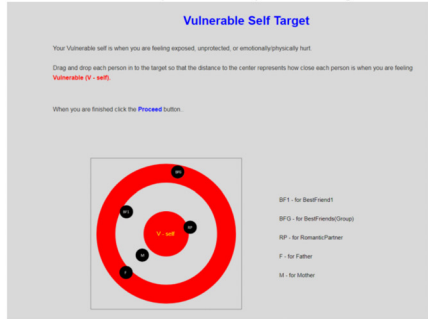 Vulnerable Self Target
Your Vulnerable self is when you are feeling exposed, unprotected, or emotionally/physically hurt.
Drag and drop each person in to the target so that the distance to the center represents how close each person is when you are feeling
Vulnerable (V - self).
When you are finished click the Proceed button.
BFG
BF1
RP
V - self
M
F
BF1 - for BestFriend1
BFG - for BestFriends(Group)
RP - for RomanticPartner
F - for Father
M - for Mother